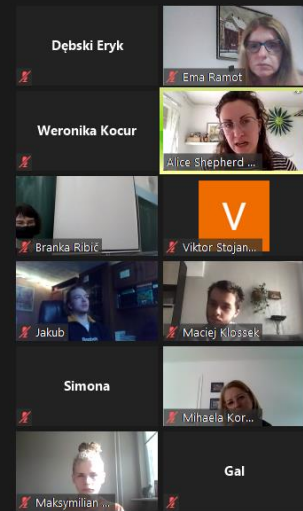 Dębski Eryk
Ema Ramot
Weronika Kocur
Alice Shepherd ...
Branka Ribič
V
Viktor Stojan...
Jakub
Maciej Klossek
Simona
Mihaela Kor...
Maksymilian ...
Gal